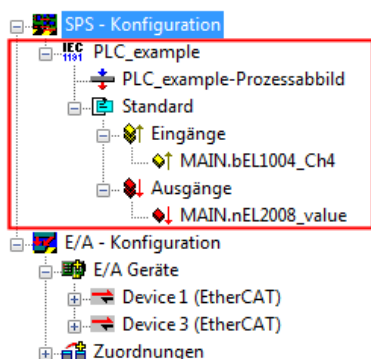 SPS - Konfiguration
IEC
1131
PLC_example
PLC_example-Prozessabbild
Standard
Eingänge
MAIN.bEL1004_Ch4
Ausgänge
MAIN.nEL2008_value
E/A - Konfiguration
E/A Geräte
Device 1 (EtherCAT)
Device 3 (EtherCAT)
Zuordnungen